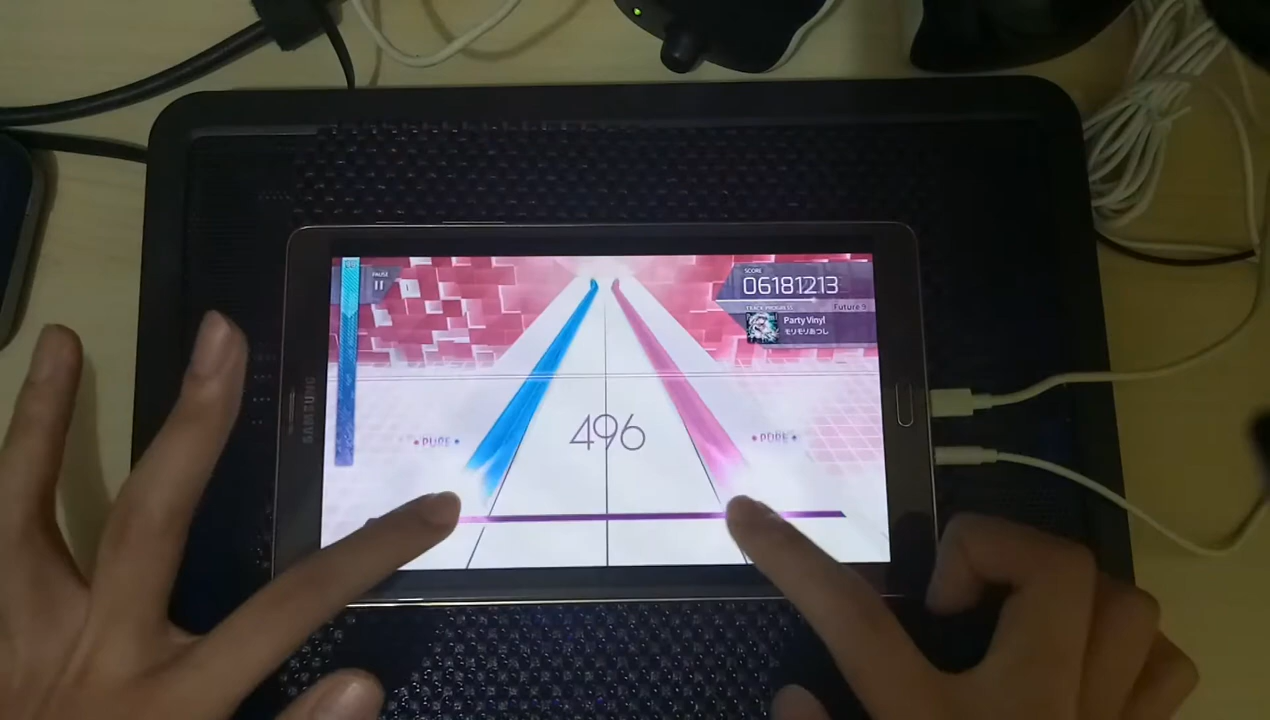 PAUSE
SCORE
06181213
TRACK PROGRESS
Future 9
Party Vinyl
モリモリあつし
496
PURE
PURE
SAMSUNG